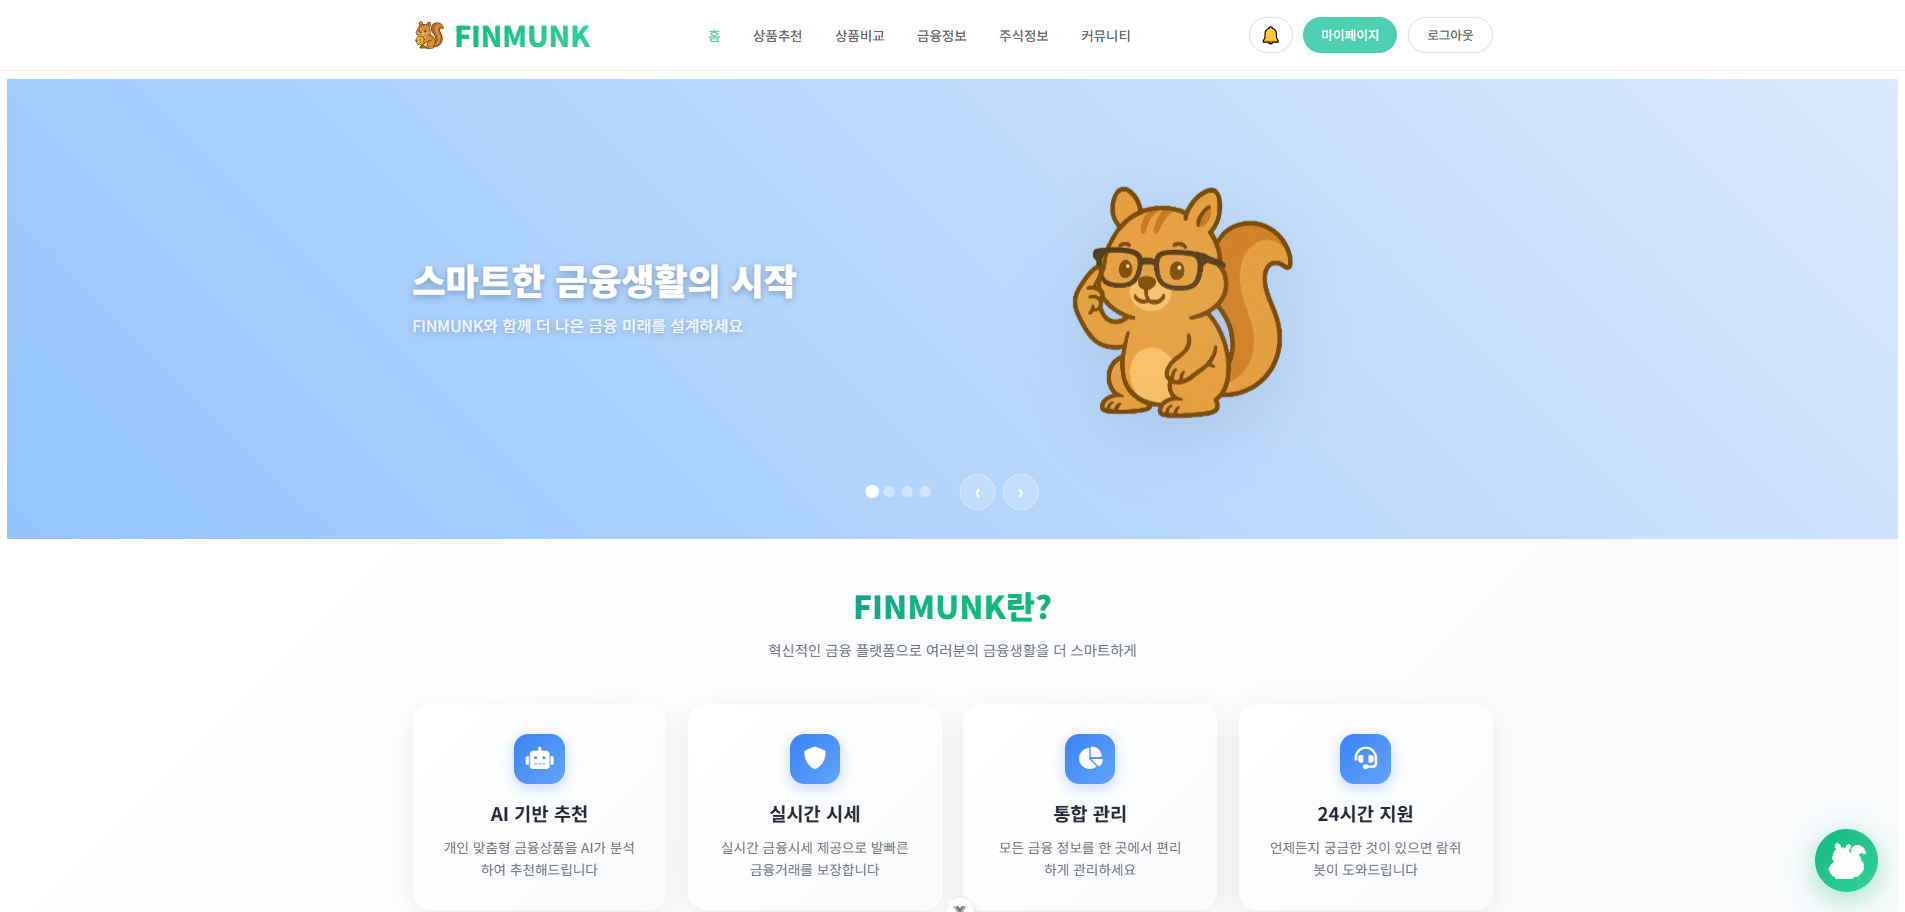 FINMUNK
홈 상품추천 상품비교 금융정보 주식정보 커뮤니티
마이페이지
로그아웃
스마트한 금융생활의 시작
FINMUNK와 함께 더 나은 금융 미래를 설계하세요
FINMUNK란?
혁신적인 금융 플랫폼으로 여러분의 금융생활을 더 스마트하게
AI 기반 추천
개인 맞춤형 금융상품을 AI가 분석
하여 추천해드립니다
실시간 시세
실시간 금융시세 제공으로 발빠른
금융거래를 보장합니다
통합 관리
모든 금융 정보를 한 곳에서 편리
하게 관리하세요
24시간 지원
언제든지 궁금한 것이 있으면 람쥐
봇이 도와드립니다